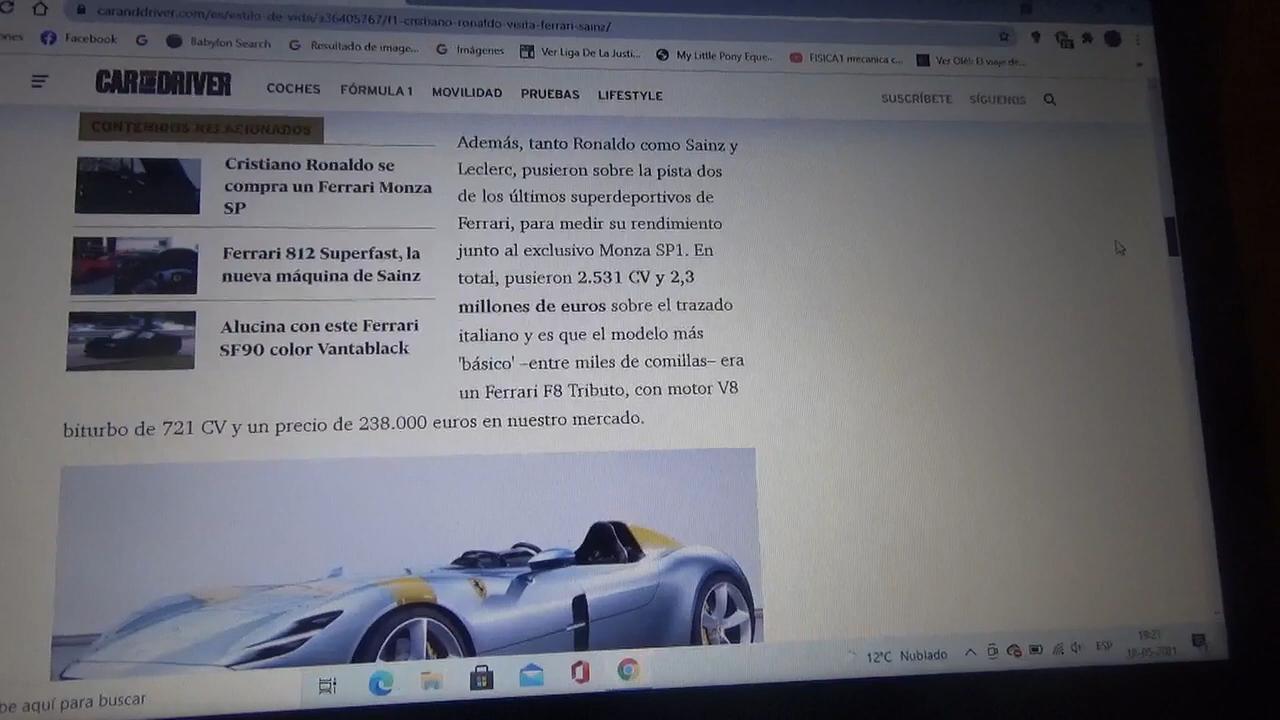 caranddriver.com/es/estilo-de-vida/a36405767/f1-cristiano-ronaldo-visita-ferrari-sainz/
Facebook
Babylon Search
Resultado de image...
Imágenes
Ver Liga De La Justi...
My Little Pony Eque...
FISICA1 mecanica c...
Ver Olé!: El viaje de...
CAR AND DRIVER
COCHES
FÓRMULA 1
MOVILIDAD
PRUEBAS
LIFESTYLE
SUSCRÍBETE
SÍGUENOS
CONTENIDOS RELACIONADOS
Cristiano Ronaldo se
compra un Ferrari Monza
SP
Ferrari 812 Superfast, la
nueva máquina de Sainz
Alucina con este Ferrari
SF90 color Vantablack
Además, tanto Ronaldo como Sainz y
Leclerc, pusieron sobre la pista dos
de los últimos superdeportivos de
Ferrari, para medir su rendimiento
junto al exclusivo Monza SP1. En
total, pusieron 2.531 CV y 2,3
millones de euros sobre el trazado
italiano y es que el modelo más
'básico' –entre miles de comillas– era
un Ferrari F8 Tributo, con motor V8
biturbo de 721 CV y un precio de 238.000 euros en nuestro mercado.
be aquí para buscar
12°C Nublado
ESP
19:21